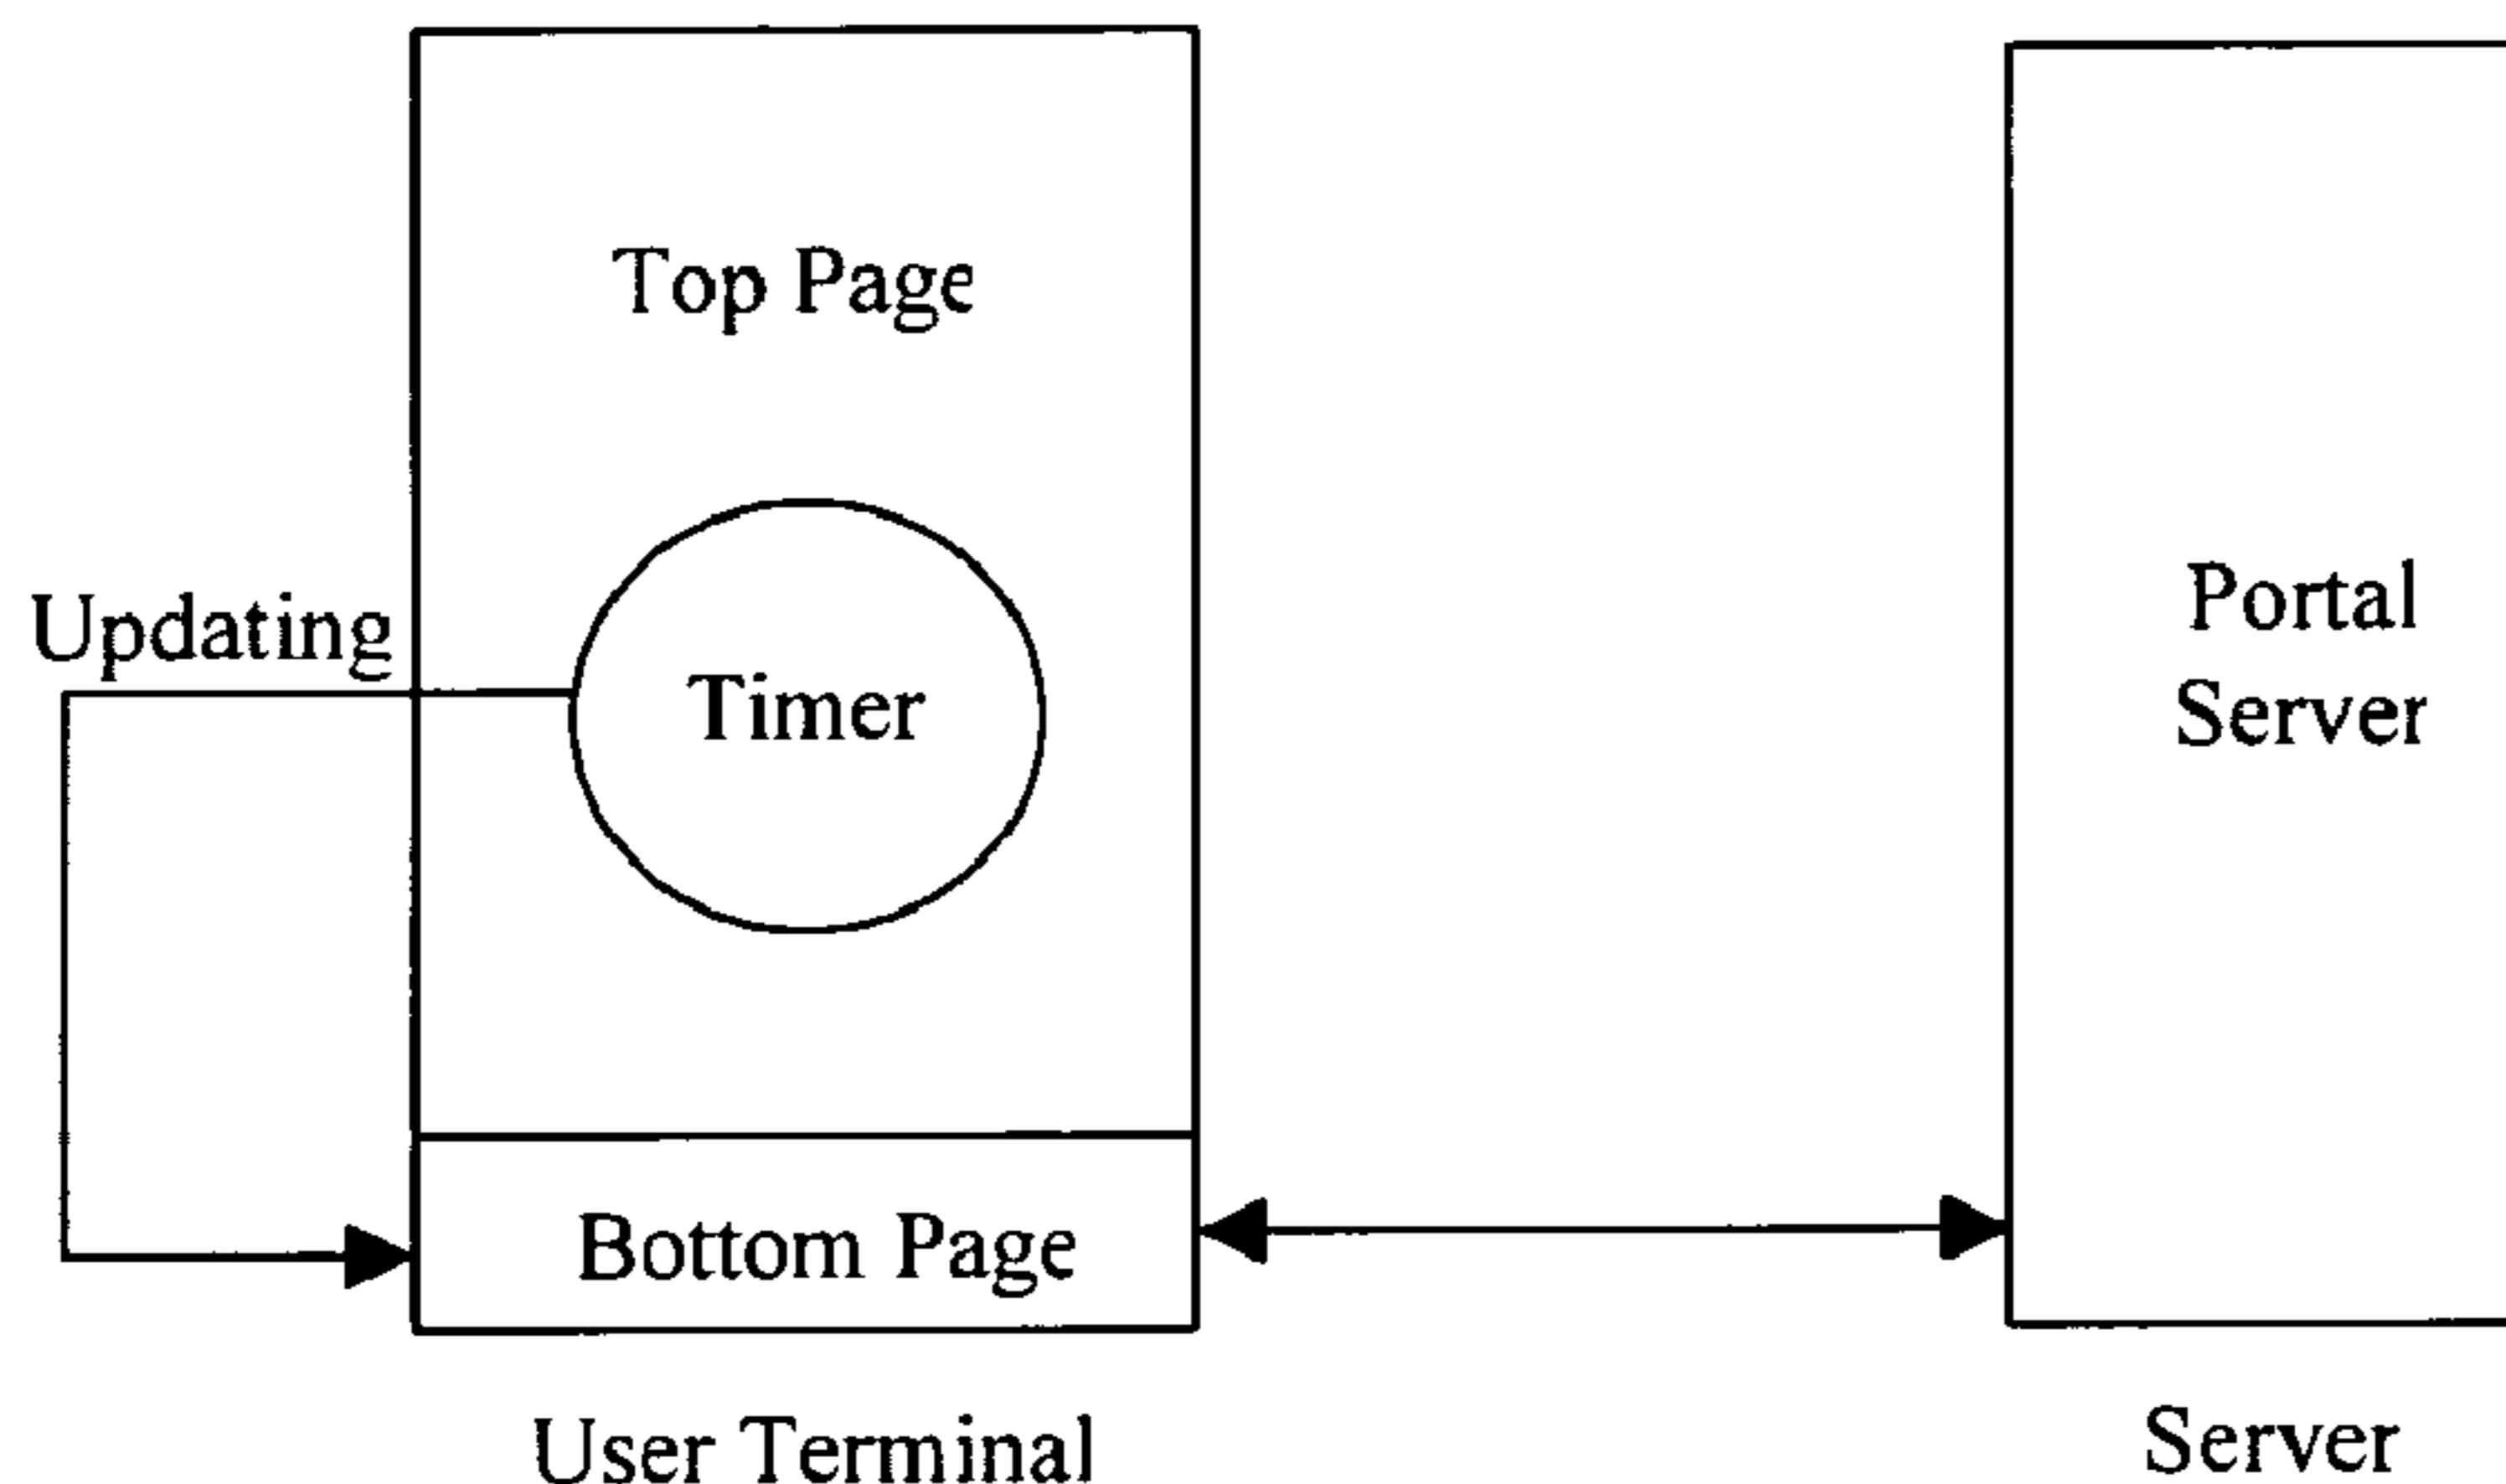 Top Page
Updating
Timer
Bottom Page
User Terminal
Portal
Server
Server